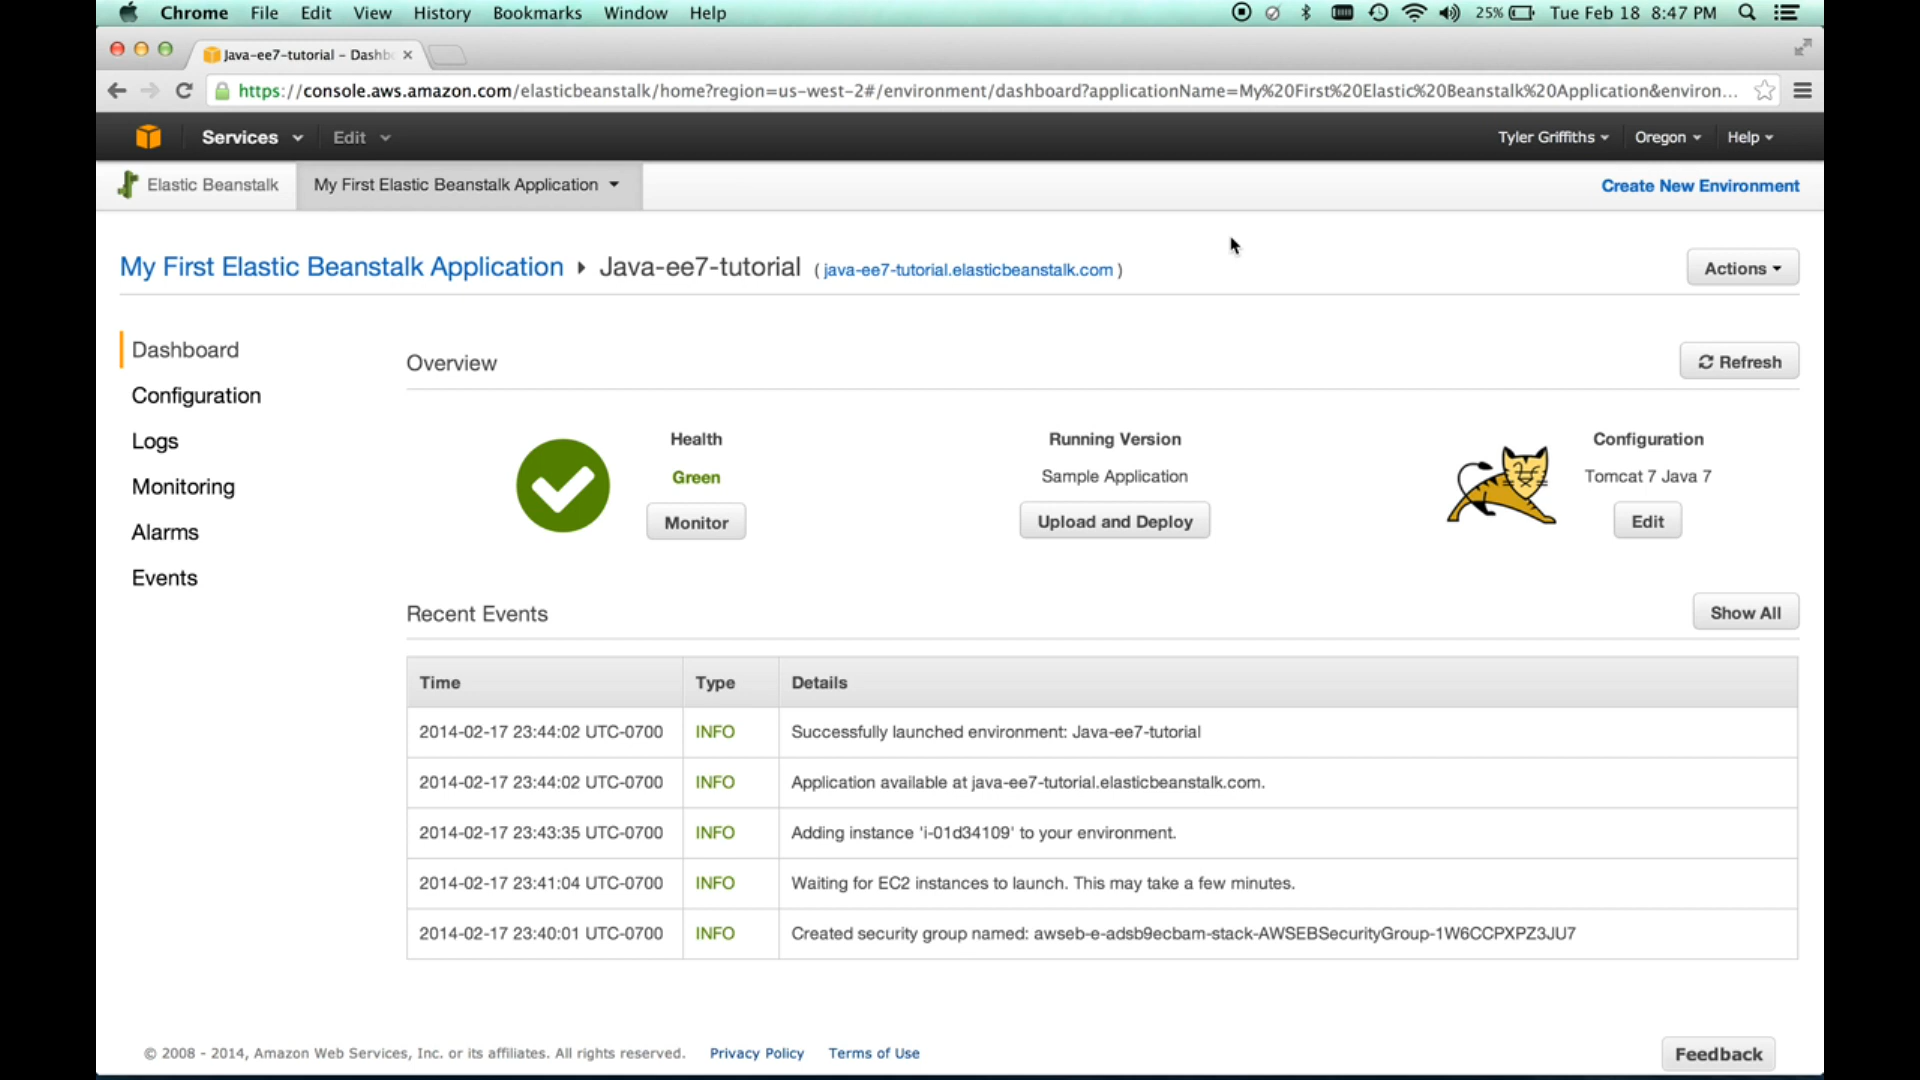 Chrome File Edit View History Bookmarks Window Help 25% Tue Feb 18 8:47 PM
Java-ee7-tutorial – Dashb
https://console.aws.amazon.com/elasticbeanstalk/home?region=us-west-2#/environment/dashboard?applicationName=My%20First%20Elastic%20Beanstalk%20Application&environ...
Services Edit Tyler Griffiths Oregon Help
Elastic Beanstalk My First Elastic Beanstalk Application Create New Environment
My First Elastic Beanstalk Application Java-ee7-tutorial ( java-ee7-tutorial.elasticbeanstalk.com ) Actions
Dashboard
Configuration
Logs
Monitoring
Alarms
Events
Overview Refresh
Health
Green
Monitor
Running Version
Sample Application
Upload and Deploy
Configuration
Tomcat 7 Java 7
Edit
Recent Events Show All
Time Type Details
2014-02-17 23:44:02 UTC-0700 INFO Successfully launched environment: Java-ee7-tutorial
2014-02-17 23:44:02 UTC-0700 INFO Application available at java-ee7-tutorial.elasticbeanstalk.com.
2014-02-17 23:43:35 UTC-0700 INFO Adding instance 'i-01d34109' to your environment.
2014-02-17 23:41:04 UTC-0700 INFO Waiting for EC2 instances to launch. This may take a few minutes.
2014-02-17 23:40:01 UTC-0700 INFO Created security group named: awseb-e-adsb9ecbam-stack-AWSEBSecurityGroup-1W6CCPXPZ3JU7
© 2008 - 2014, Amazon Web Services, Inc. or its affiliates. All rights reserved. Privacy Policy Terms of Use Feedback